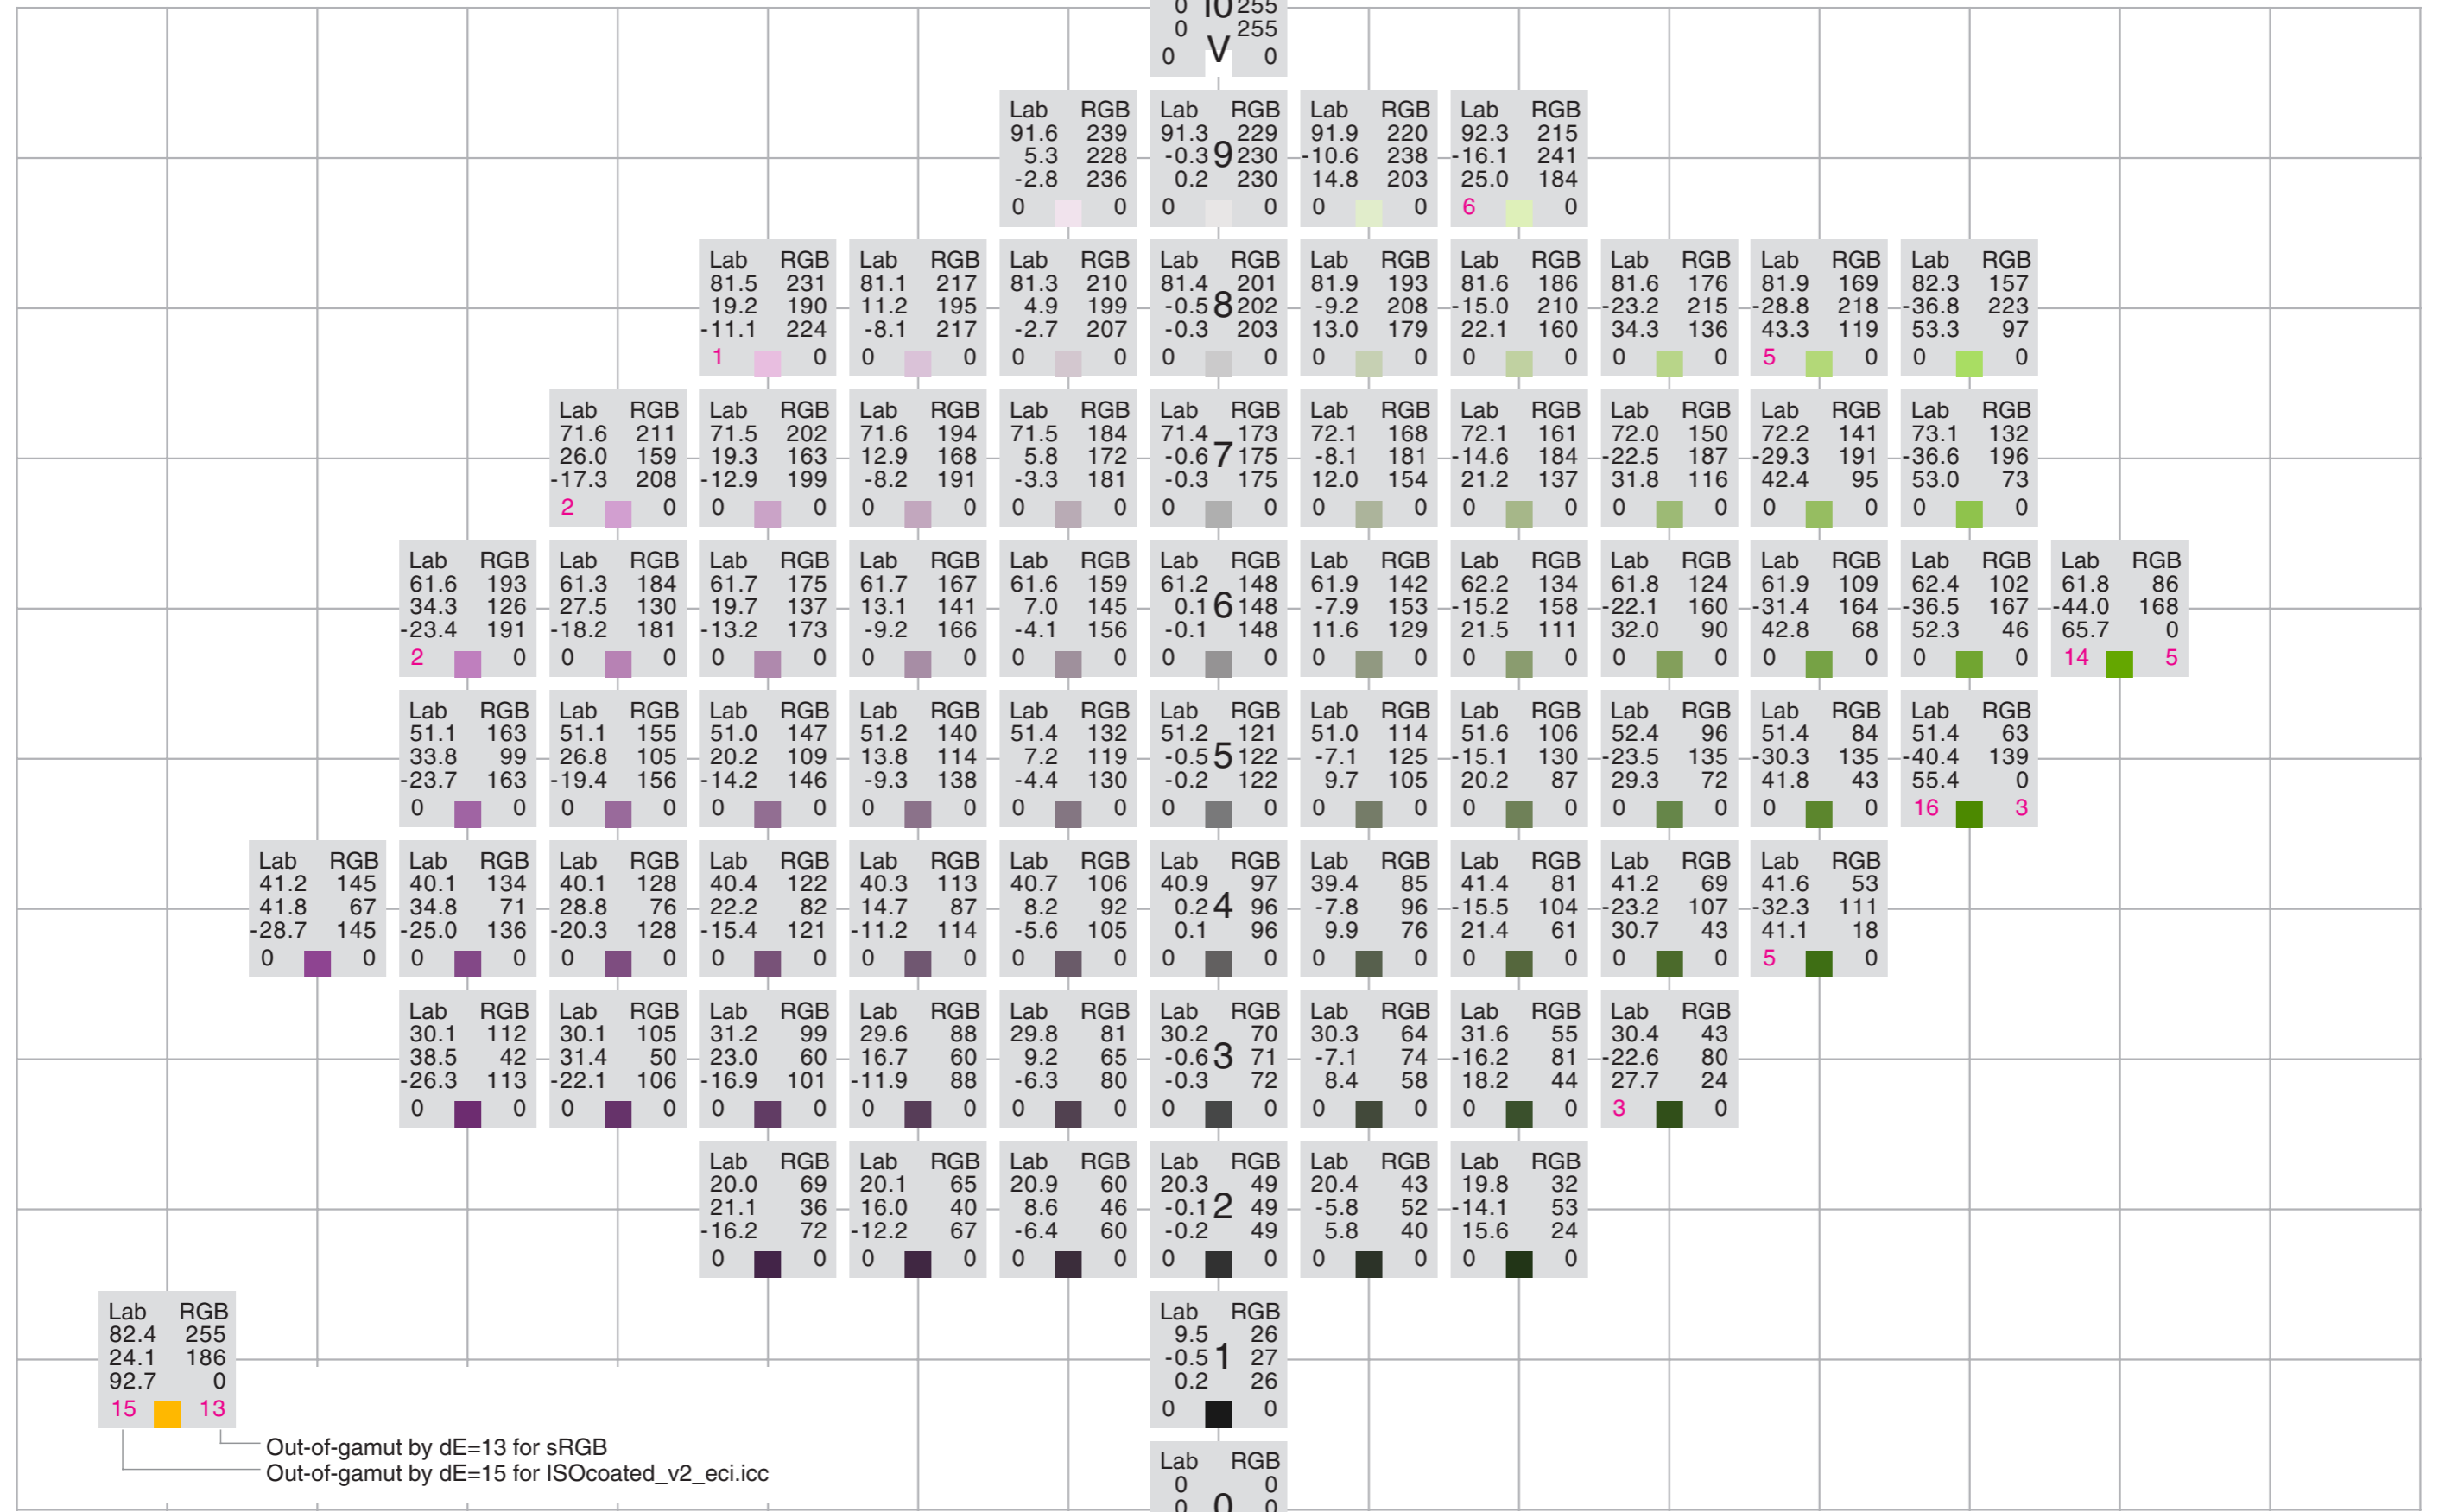 0 10 255
0 255
V
0 0
Lab RGB Lab RGB Lab RGB Lab RGB
91.6 239 91.3 229 91.9 220 92.3 215
5.3 228 -0.3 9 230 -10.6 238 -16.1 241
-2.8 236 0.2 230 14.8 203 25.0 184
0 0 0 0 0 0 6 0
Lab RGB Lab RGB Lab RGB Lab RGB Lab RGB Lab RGB Lab RGB Lab RGB Lab RGB
81.5 231 81.1 217 81.3 210 81.4 201 81.9 193 81.6 186 81.6 176 81.9 169 82.3 157
19.2 190 11.2 195 4.9 199 -0.5 8 202 -9.2 208 -15.0 210 -23.2 215 -28.8 218 -36.8 223
-11.1 224 -8.1 217 -2.7 207 -0.3 203 13.0 179 22.1 160 34.3 136 43.3 119 53.3 97
1 0 0 0 0 0 0 0 0 0 0 0 0 0 5 0 0 0
Lab RGB Lab RGB Lab RGB Lab RGB Lab RGB Lab RGB Lab RGB Lab RGB Lab RGB Lab RGB
71.6 211 71.5 202 71.6 194 71.5 184 71.4 173 72.1 168 72.1 161 72.0 150 72.2 141 73.1 132
26.0 159 19.3 163 12.9 168 5.8 172 -0.6 7 175 -8.1 181 -14.6 184 -22.5 187 -29.3 191 -36.6 196
-17.3 208 -12.9 199 -8.2 191 -3.3 181 -0.3 175 12.0 154 21.2 137 31.8 116 42.4 95 53.0 73
2 0 0 0 0 0 0 0 0 0 0 0 0 0 0 0 0 0 0 0
Lab RGB Lab RGB Lab RGB Lab RGB Lab RGB Lab RGB Lab RGB Lab RGB Lab RGB Lab RGB Lab RGB Lab RGB
61.6 193 61.3 184 61.7 175 61.7 167 61.6 159 61.2 148 61.9 142 62.2 134 61.8 124 61.9 109 62.4 102 61.8 86
34.3 126 27.5 130 19.7 137 13.1 141 7.0 145 0.1 6 148 -7.9 153 -15.2 158 -22.1 160 -31.4 164 -36.5 167 -44.0 168
-23.4 191 -18.2 181 -13.2 173 -9.2 166 -4.1 156 -0.1 148 11.6 129 21.5 111 32.0 90 42.8 68 52.3 46 65.7 0
2 0 0 0 0 0 0 0 0 0 0 0 0 0 0 0 0 0 0 0 0 0 14 5
Lab RGB Lab RGB Lab RGB Lab RGB Lab RGB Lab RGB Lab RGB Lab RGB Lab RGB Lab RGB Lab RGB
51.1 163 51.1 155 51.0 147 51.2 140 51.4 132 51.2 121 51.0 114 51.6 106 52.4 96 51.4 84 51.4 63
33.8 99 26.8 105 20.2 109 13.8 114 7.2 119 -0.5 5 122 -7.1 125 -15.1 130 -23.5 135 -30.3 135 -40.4 139
-23.7 163 -19.4 156 -14.2 146 -9.3 138 -4.4 130 -0.2 122 9.7 105 20.2 87 29.3 72 41.8 43 55.4 0
0 0 0 0 0 0 0 0 0 0 0 0 0 0 0 0 0 0 0 0 16 3
Lab RGB Lab RGB Lab RGB Lab RGB Lab RGB Lab RGB Lab RGB Lab RGB Lab RGB Lab RGB Lab RGB
41.2 145 40.1 134 40.1 128 40.4 122 40.3 113 40.7 106 40.9 97 39.4 85 41.4 81 41.2 69 41.6 53
41.8 67 34.8 71 28.8 76 22.2 82 14.7 87 8.2 92 0.2 4 96 -7.8 96 -15.5 104 -23.2 107 -32.3 111
-28.7 145 -25.0 136 -20.3 128 -15.4 121 -11.2 114 -5.6 105 0.1 96 9.9 76 21.4 61 30.7 43 41.1 18
0 0 0 0 0 0 0 0 0 0 0 0 0 0 0 0 0 0 0 0 5 0
Lab RGB Lab RGB Lab RGB Lab RGB Lab RGB Lab RGB Lab RGB Lab RGB Lab RGB
30.1 112 30.1 105 31.2 99 29.6 88 29.8 81 30.2 70 30.3 64 31.6 55 30.4 43
38.5 42 31.4 50 23.0 60 16.7 60 9.2 65 -0.6 3 71 -7.1 74 -16.2 81 -22.6 80
-26.3 113 -22.1 106 -16.9 101 -11.9 88 -6.3 80 -0.3 72 8.4 58 18.2 44 27.7 24
0 0 0 0 0 0 0 0 0 0 0 0 0 0 0 0 3 0
Lab RGB Lab RGB Lab RGB Lab RGB Lab RGB Lab RGB
20.0 69 20.1 65 20.9 60 20.3 49 20.4 43 19.8 32
21.1 36 16.0 40 8.6 46 -0.1 2 49 -5.8 52 -14.1 53
-16.2 72 -12.2 67 -6.4 60 -0.2 49 5.8 40 15.6 24
0 0 0 0 0 0 0 0 0 0 0 0
Lab RGB Lab RGB
82.4 255 9.5 26
24.1 186 -0.5 1 27
92.7 0 0.2 26
15 13 0 0
Out-of-gamut by dE=13 for sRGB
Out-of-gamut by dE=15 for ISOcoated_v2_eci.icc
Lab RGB
0 0
0 0 0